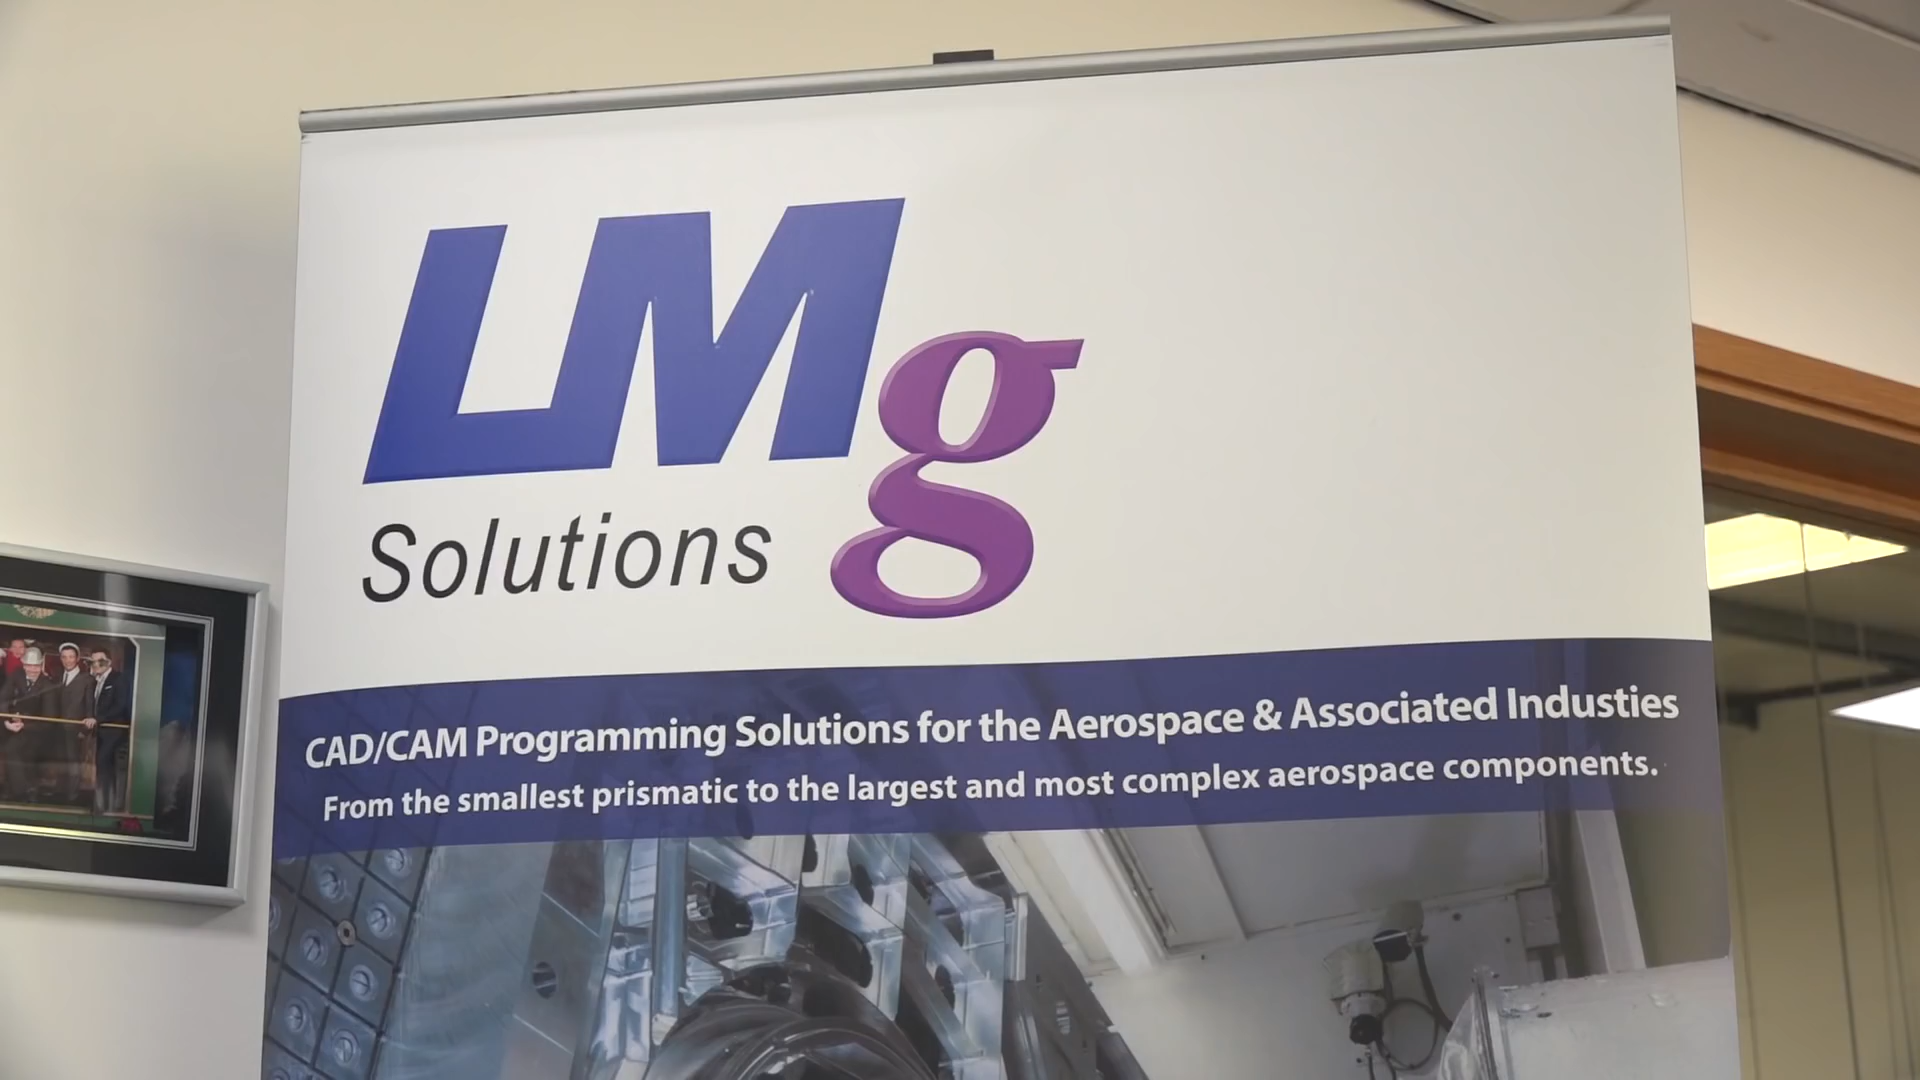 LMg
Solutions
CAD/CAM Programming Solutions for the Aerospace & Associated Industies
From the smallest prismatic to the largest and most complex aerospace components.